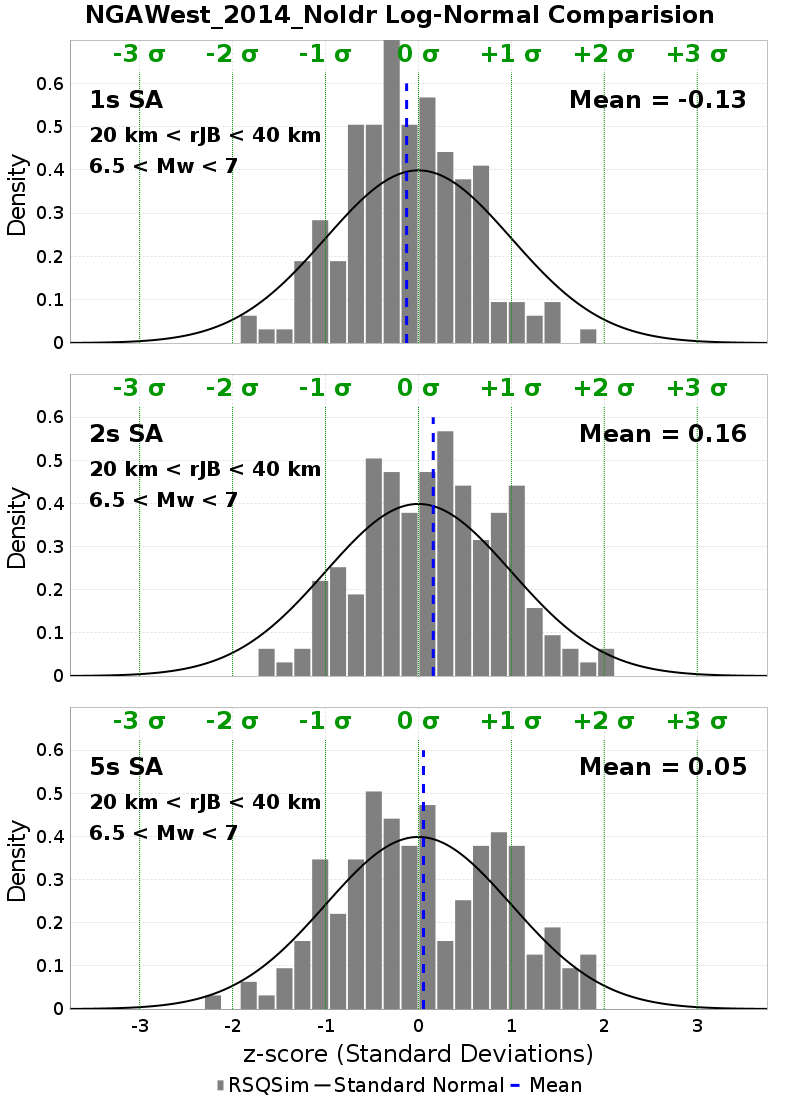 NGAWest_2014_NoIdr Log-Normal Comparision
-3 σ -2 σ -1 σ 0 σ +1 σ +2 σ +3 σ
1s SA
Mean = -0.13
20 km < rJB < 40 km
6.5 < Mw < 7
Density
0.6
0.5
0.4
0.3
0.2
0.1
0
-3 σ -2 σ -1 σ 0 σ +1 σ +2 σ +3 σ
2s SA
Mean = 0.16
20 km < rJB < 40 km
6.5 < Mw < 7
Density
0.6
0.5
0.4
0.3
0.2
0.1
0
-3 σ -2 σ -1 σ 0 σ +1 σ +2 σ +3 σ
5s SA
Mean = 0.05
20 km < rJB < 40 km
6.5 < Mw < 7
Density
0.6
0.5
0.4
0.3
0.2
0.1
0
-3 -2 -1 0 1 2 3
z-score (Standard Deviations)
RSQSim Standard Normal Mean